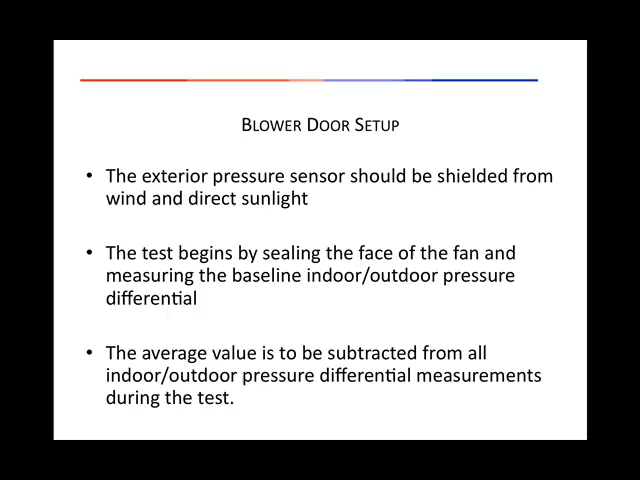 BLOWER DOOR SETUP
• The exterior pressure sensor should be shielded from
wind and direct sunlight
• The test begins by sealing the face of the fan and
measuring the baseline indoor/outdoor pressure
differential
• The average value is to be subtracted from all
indoor/outdoor pressure differential measurements
during the test.